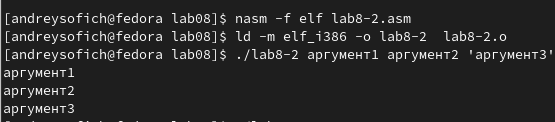 [andreysofich@fedora lab08]$ nasm -f elf lab8-2.asm
[andreysofich@fedora lab08]$ ld -m elf_i386 -o lab8-2  lab8-2.o
[andreysofich@fedora lab08]$ ./lab8-2 аргумент1 аргумент2 'аргумент3'
аргумент1
аргумент2
аргумент3